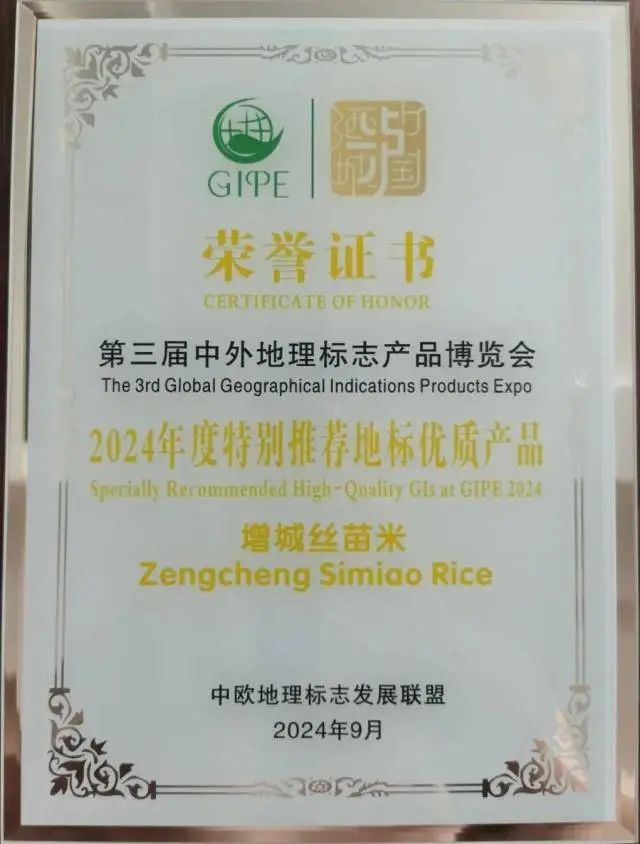 GIPE
中国酒城
荣誉证书
CERTIFICATE OF HONOR
第三届中外地理标志产品博览会
The 3rd Global Geographical Indications Products Expo
2024年度特别推荐地标优质产品
Specially Recommended High-Quality GIs at GIPE 2024
增城丝苗米
Zengcheng Simiao Rice
中欧地理标志发展联盟
2024年9月